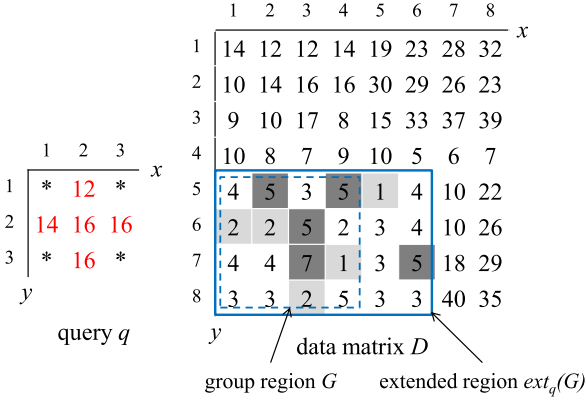 1 2 3 4 5 6 7 8
x
1 14 12 12 14 19 23 28 32
2 10 14 16 16 30 29 26 23
3 9 10 17 8 15 33 37 39
4 10 8 7 9 10 5 6 7
5 4 5 3 5 1 4 10 22
6 2 2 5 2 3 4 10 26
7 4 4 7 1 3 5 18 29
8 3 3 2 5 3 3 40 35
y
1 2 3
x
1 * 12 *
2 14 16 16
3 * 16 *
y
query q
data matrix D
group region G
extended region extq(G)